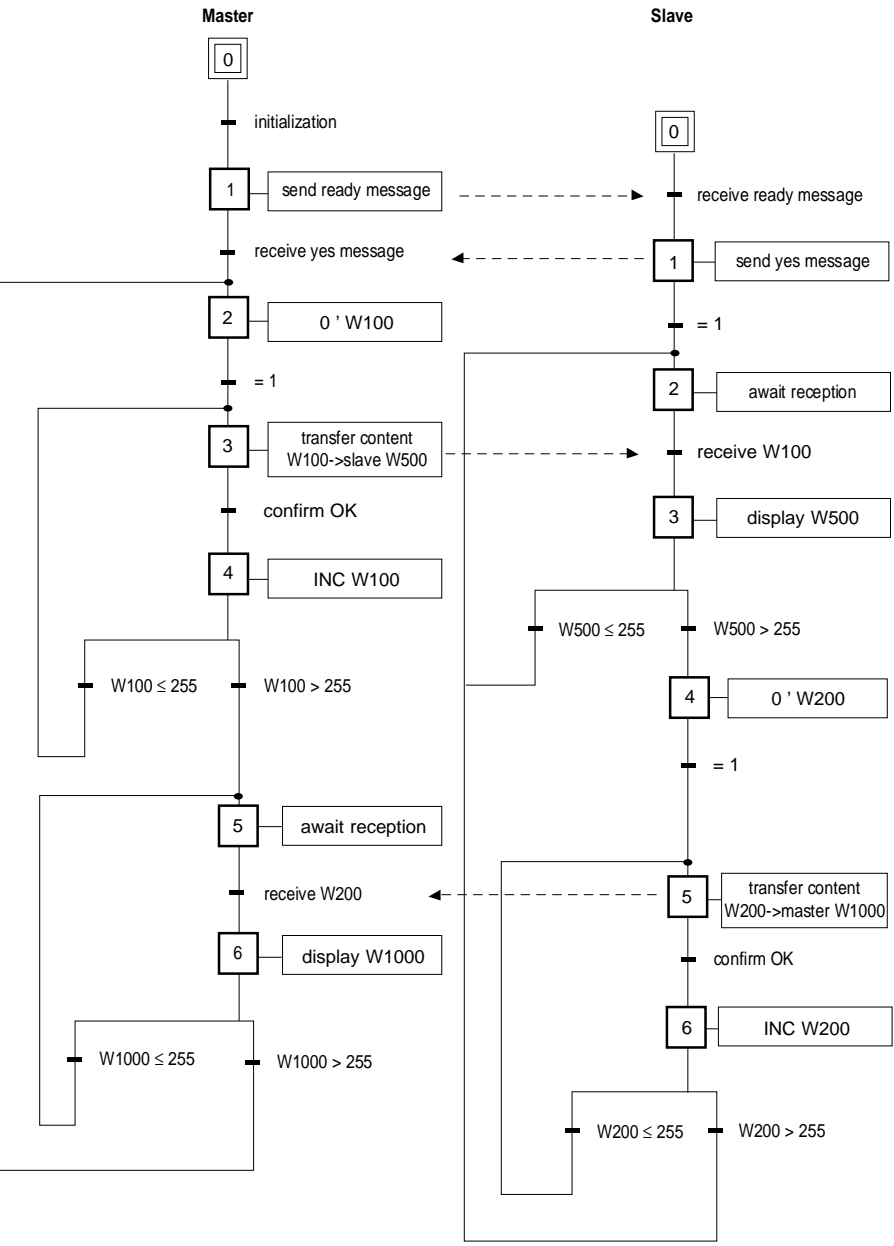 Master
0
initialization
1
send ready message
receive yes message
2
0 ' W100
= 1
3
transfer content
W100->slave W500
confirm OK
4
INC W100
W100 ≤ 255
W100 > 255
5
await reception
receive W200
6
display W1000
W1000 ≤ 255
W1000 > 255
Slave
0
receive ready message
1
send yes message
= 1
2
await reception
receive W100
3
display W500
W500 ≤ 255
W500 > 255
4
0 ' W200
= 1
5
transfer content
W200->master W1000
confirm OK
6
INC W200
W200 ≤ 255
W200 > 255